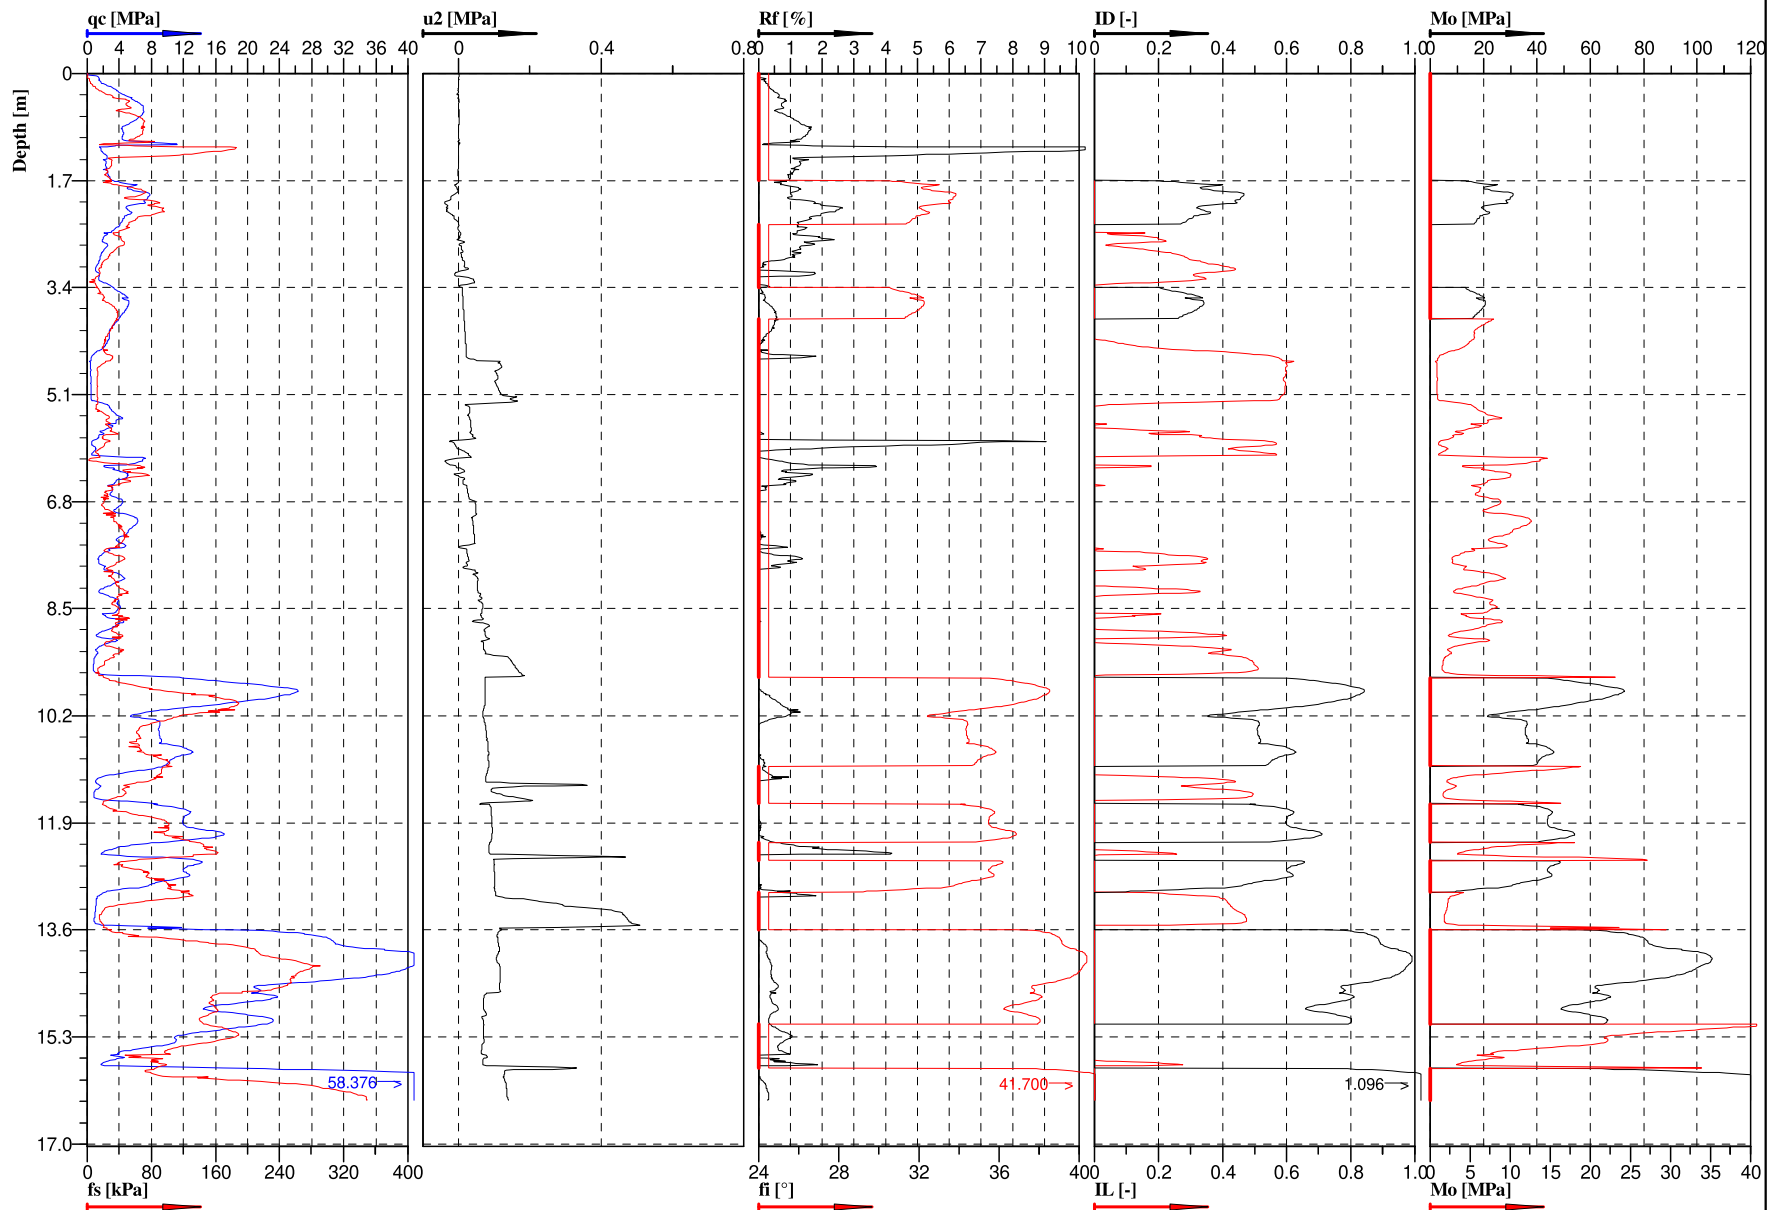 qc [MPa] u2 [MPa] Rf [%] ID [-] Mo [MPa]
0 4 8 12 16 20 24 28 32 36 40 0 0.4 0.8 0 1 2 3 4 5 6 7 8 9 10 0 0.2 0.4 0.6 0.8 1.0 0 20 40 60 80 100 120
Depth [m]
0
1.7
3.4
5.1
6.8
8.5
10.2
11.9
13.6
15.3
58.376 41.700 1.096
17.0
0 80 160 240 320 400 24 28 32 36 40 0 0.2 0.4 0.6 0.8 1.0 0 5 10 15 20 25 30 35 40
fs [kPa] fi [°] IL [-] Mo [MPa]